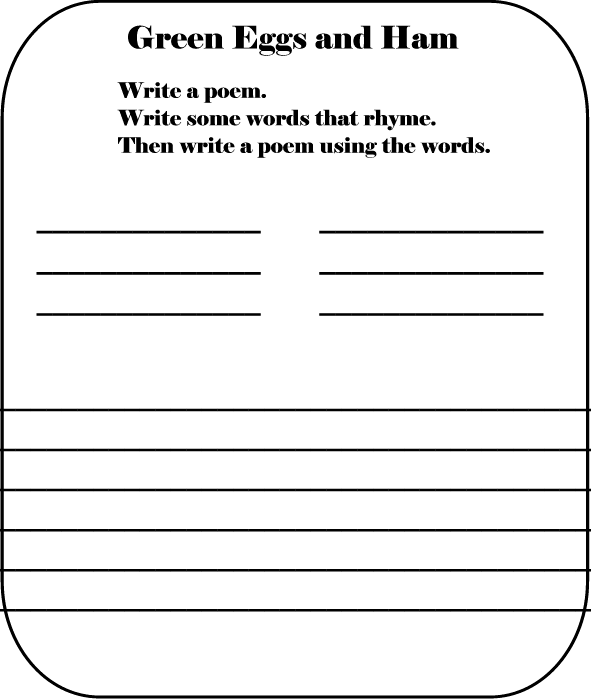 Green Eggs and Ham
Write a poem.
Write some words that rhyme.
Then write a poem using the words.